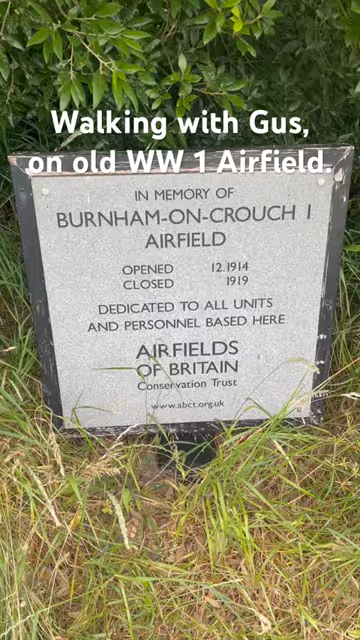 Walking with Gus,
on old WW 1 Airfield.
IN MEMORY OF
BURNHAM-ON-CROUCH I
AIRFIELD
OPENED 12.1914
CLOSED 1919
DEDICATED TO ALL UNITS
AND PERSONNEL BASED HERE
AIRFIELDS
OF BRITAIN
Conservation Trust
www.abct.org.uk